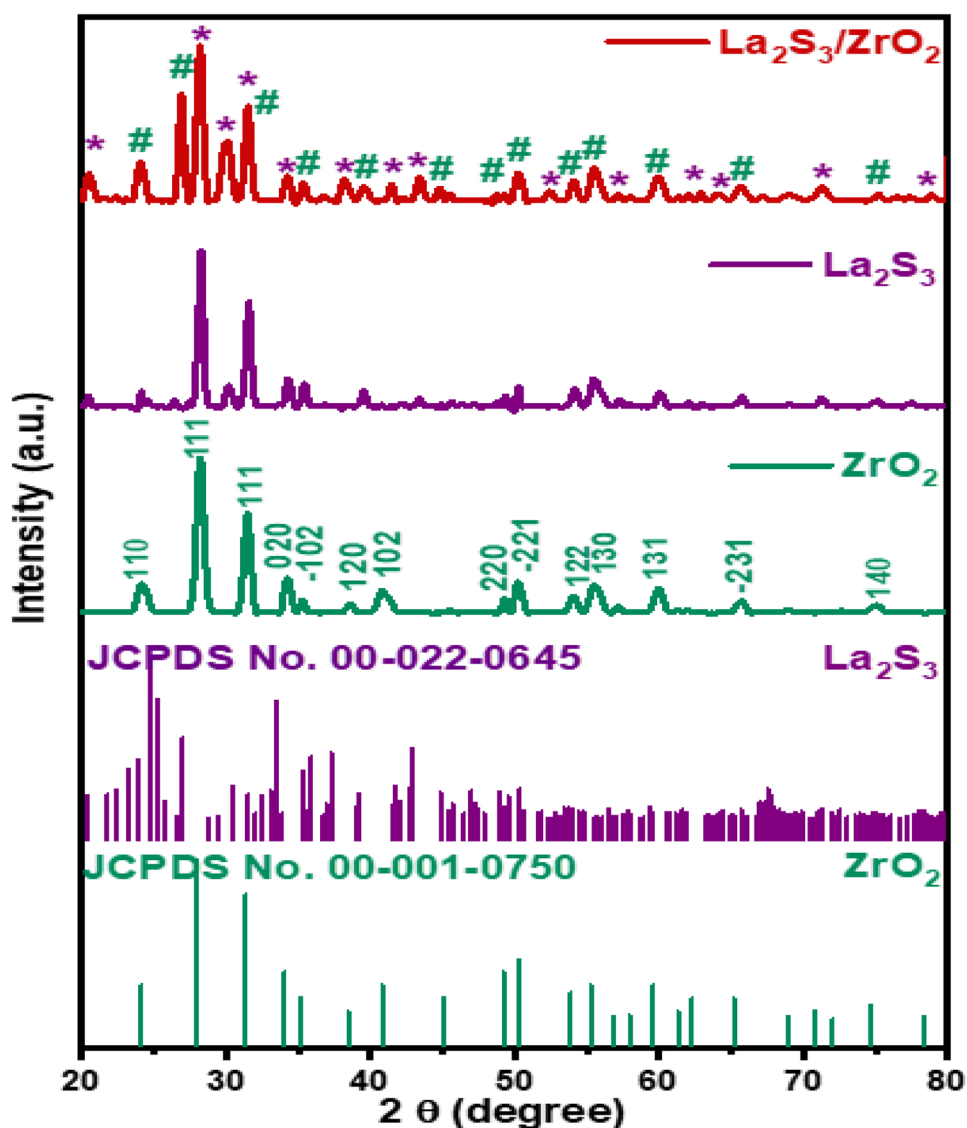 * # # * * * # * # * # * * # # # * # # * # * * # * # *
La₂S₃/ZrO₂
La₂S₃
ZrO₂
110
111
111
020
-102
120
102
220
-221
122
130
131
-231
140
JCPDS No. 00-022-0645
La₂S₃
JCPDS No. 00-001-0750
ZrO₂
Intensity (a.u.)
20 30 40 50 60 70 80
2 θ (degree)